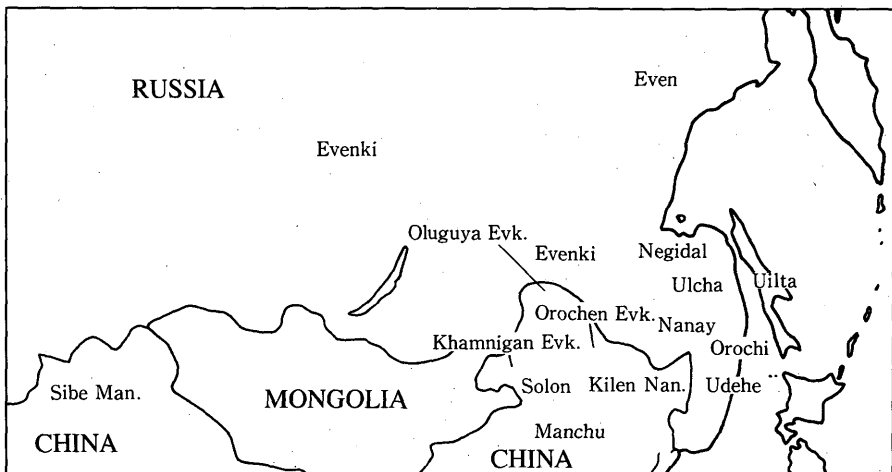 RUSSIA
Even
Evenki
Oluguya Evk.
Evenki
Negidal
Ulcha
Uilta
Orochen Evk.
Nanay
Khamnigan Evk.
Orochi
Sibe Man.
MONGOLIA
Solon
Kilen Nan.
Udehe
Manchu
CHINA
CHINA